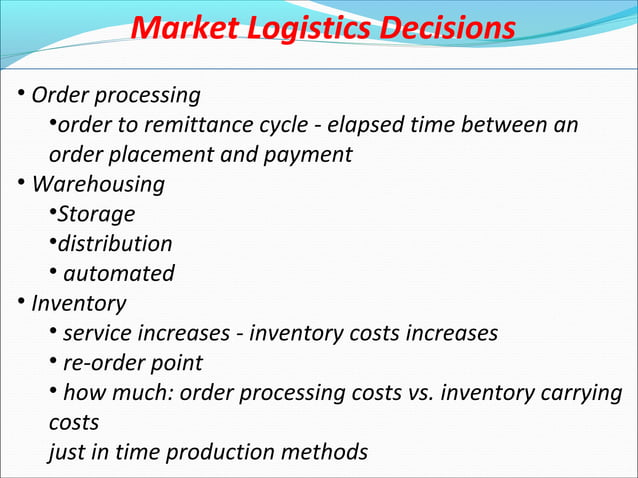 Market Logistics Decisions
• Order processing
•order to remittance cycle - elapsed time between an
order placement and payment
• Warehousing
•Storage
•distribution
• automated
• Inventory
• service increases - inventory costs increases
• re-order point
• how much: order processing costs vs. inventory carrying
costs
just in time production methods